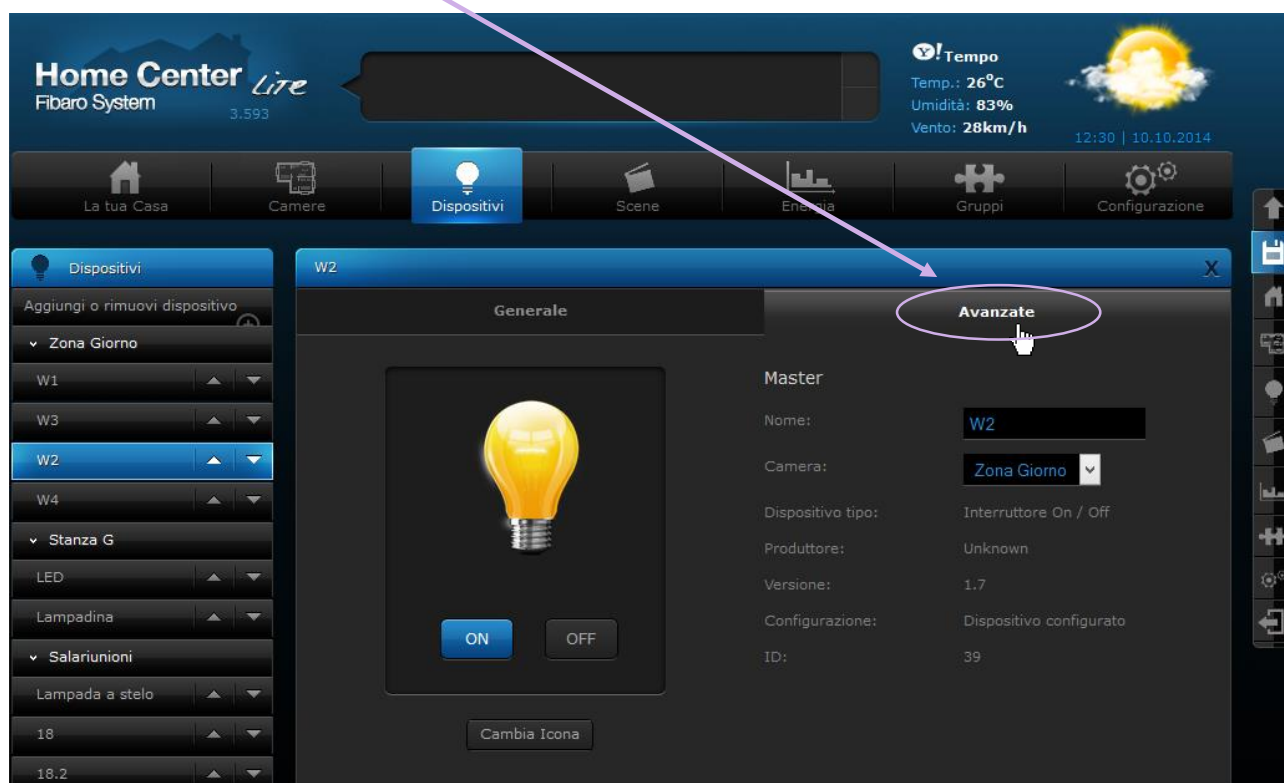 Home Center Lite
Fibaro System
3.593
Y! Tempo
Temp.: 26°C
Umidità: 83%
Vento: 28km/h
12:30 | 10.10.2014
La tua Casa
Camere
Dispositivi
Scene
Energia
Gruppi
Configurazione
Dispositivi
Aggiungi o rimuovi dispositivo
Zona Giorno
W1
W3
W2
W4
Stanza G
LED
Lampadina
Salariunioni
Lampada a stelo
18
18.2
W2
X
Generale
Avanzate
ON
OFF
Cambia Icona
Master
Nome: W2
Camera: Zona Giorno
Dispositivo tipo: Interruttore On / Off
Produttore: Unknown
Versione: 1.7
Configurazione: Dispositivo configurato
ID: 39